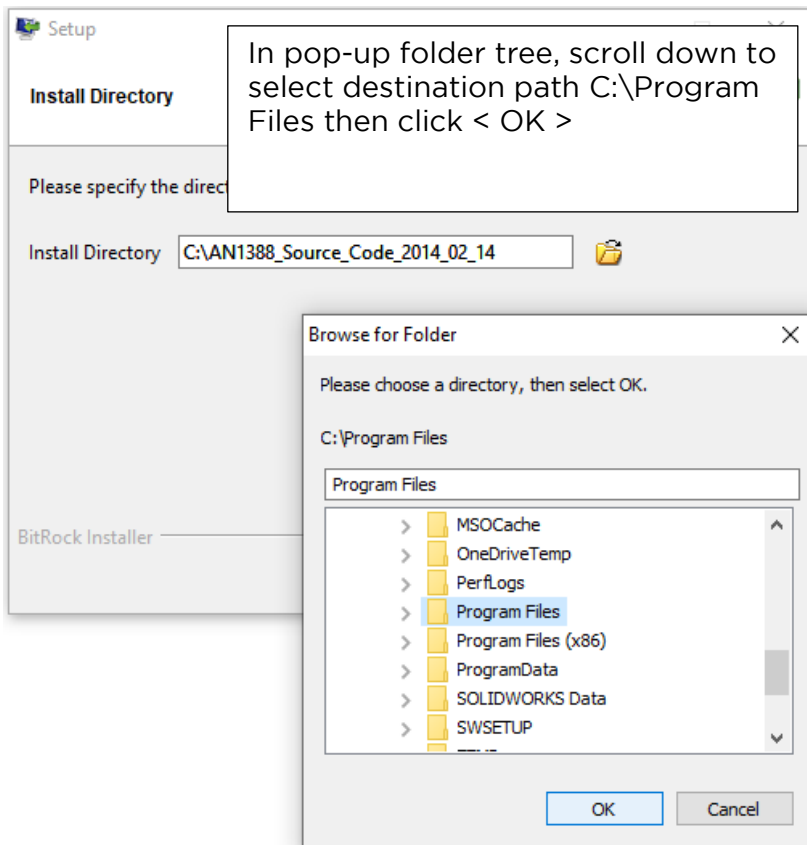 Setup
In pop-up folder tree, scroll down to
select destination path C:\Program
Files then click < OK >
Install Directory
Please specify the direct
Install Directory C:\AN1388_Source_Code_2014_02_14
Browse for Folder
Please choose a directory, then select OK.
C:\Program Files
Program Files
MSOCache
OneDriveTemp
PerfLogs
Program Files
Program Files (x86)
ProgramData
SOLIDWORKS Data
SWSETUP
BitRock Installer
OK Cancel